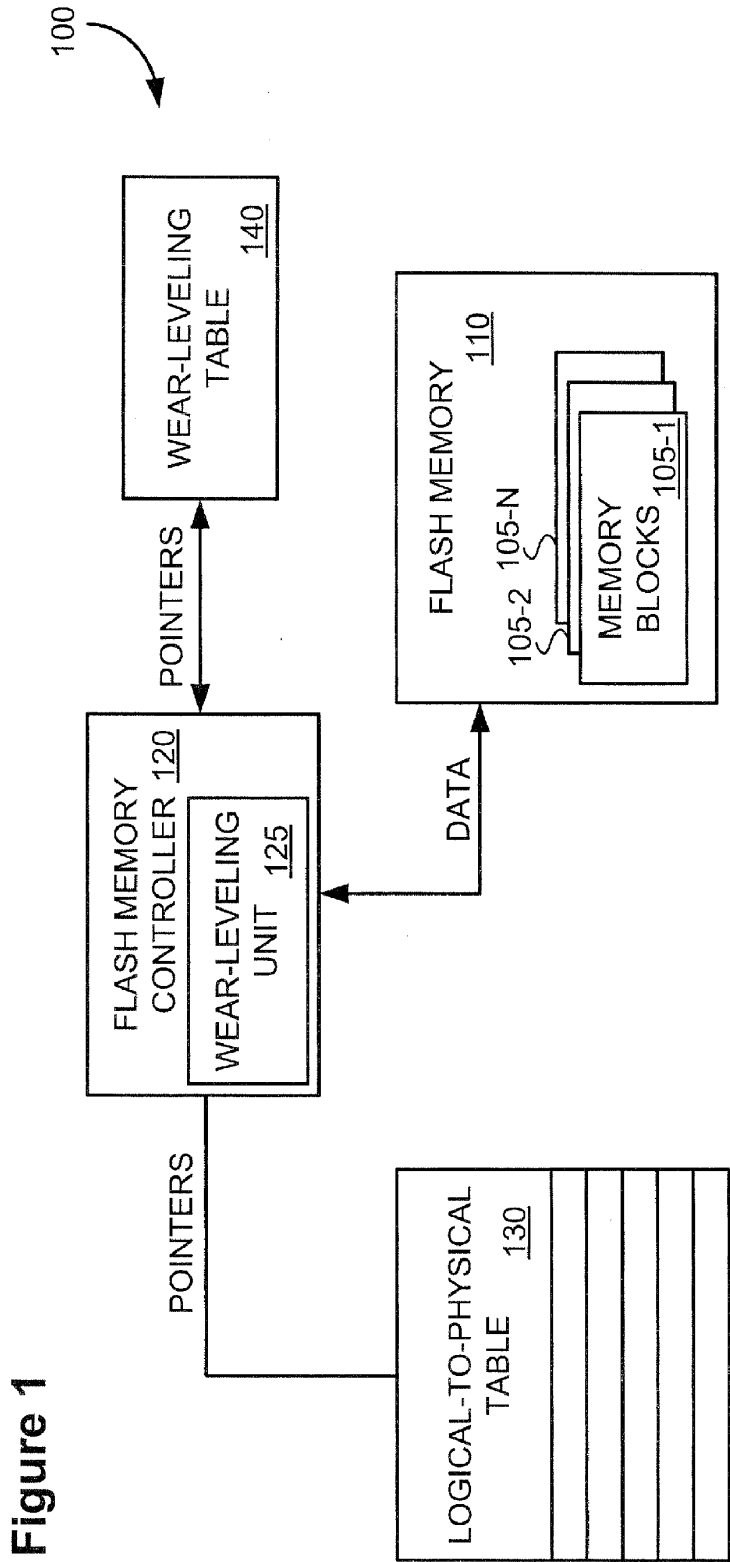 Figure 1
100
FLASH MEMORY
CONTROLLER 120
WEAR-LEVELING
UNIT 125
POINTERS
WEAR-LEVELING
TABLE
140
POINTERS
DATA
LOGICAL-TO-PHYSICAL
TABLE 130
FLASH MEMORY
110
105-N
105-2
MEMORY
BLOCKS
105-1